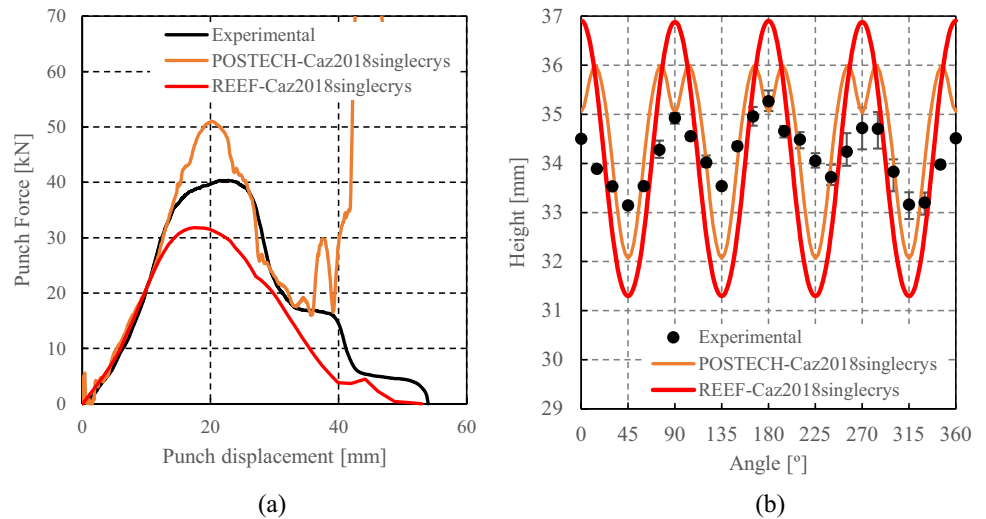 70
60
50
40
30
20
10
0
Punch Force [kN]
Experimental
POSTECH-Caz2018singlecrys
REEF-Caz2018singlecrys
0 20 40 60
Punch displacement [mm]
(a)
37
36
35
34
33
32
31
30
29
Height [mm]
Experimental
POSTECH-Caz2018singlecrys
REEF-Caz2018singlecrys
0 45 90 135 180 225 270 315 360
Angle [º]
(b)